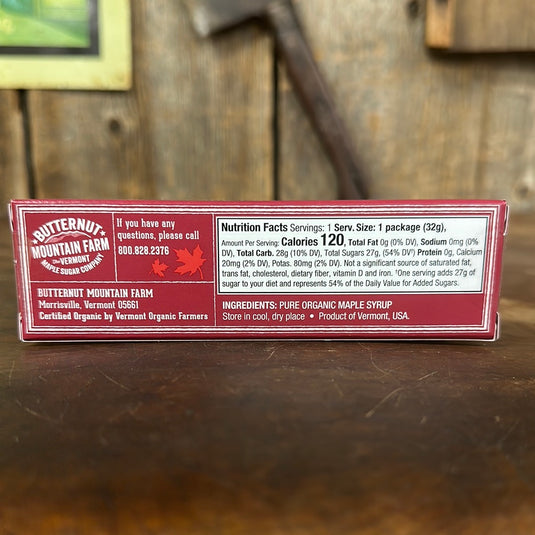 BUTTERNUT
MOUNTAIN FARM
OF VERMONT
MAPLE SUGAR COMPANY
If you have any
questions, please call
800.828.2376
BUTTERNUT MOUNTAIN FARM
Morrisville, Vermont 05661
Certified Organic by Vermont Organic Farmers
Nutrition Facts Servings: 1 Serv. Size: 1 package (32g),
Amount Per Serving: Calories 120, Total Fat 0g (0% DV), Sodium 0mg (0%
DV), Total Carb. 28g (10% DV), Total Sugars 27g, (54% DV¹) Protein 0g, Calcium
20mg (2% DV), Potas. 80mg (2% DV). Not a significant source of saturated fat,
trans fat, cholesterol, dietary fiber, vitamin D and iron. ¹One serving adds 27g of
sugar to your diet and represents 54% of the Daily Value for Added Sugars.
INGREDIENTS: PURE ORGANIC MAPLE SYRUP
Store in cool, dry place • Product of Vermont, USA.